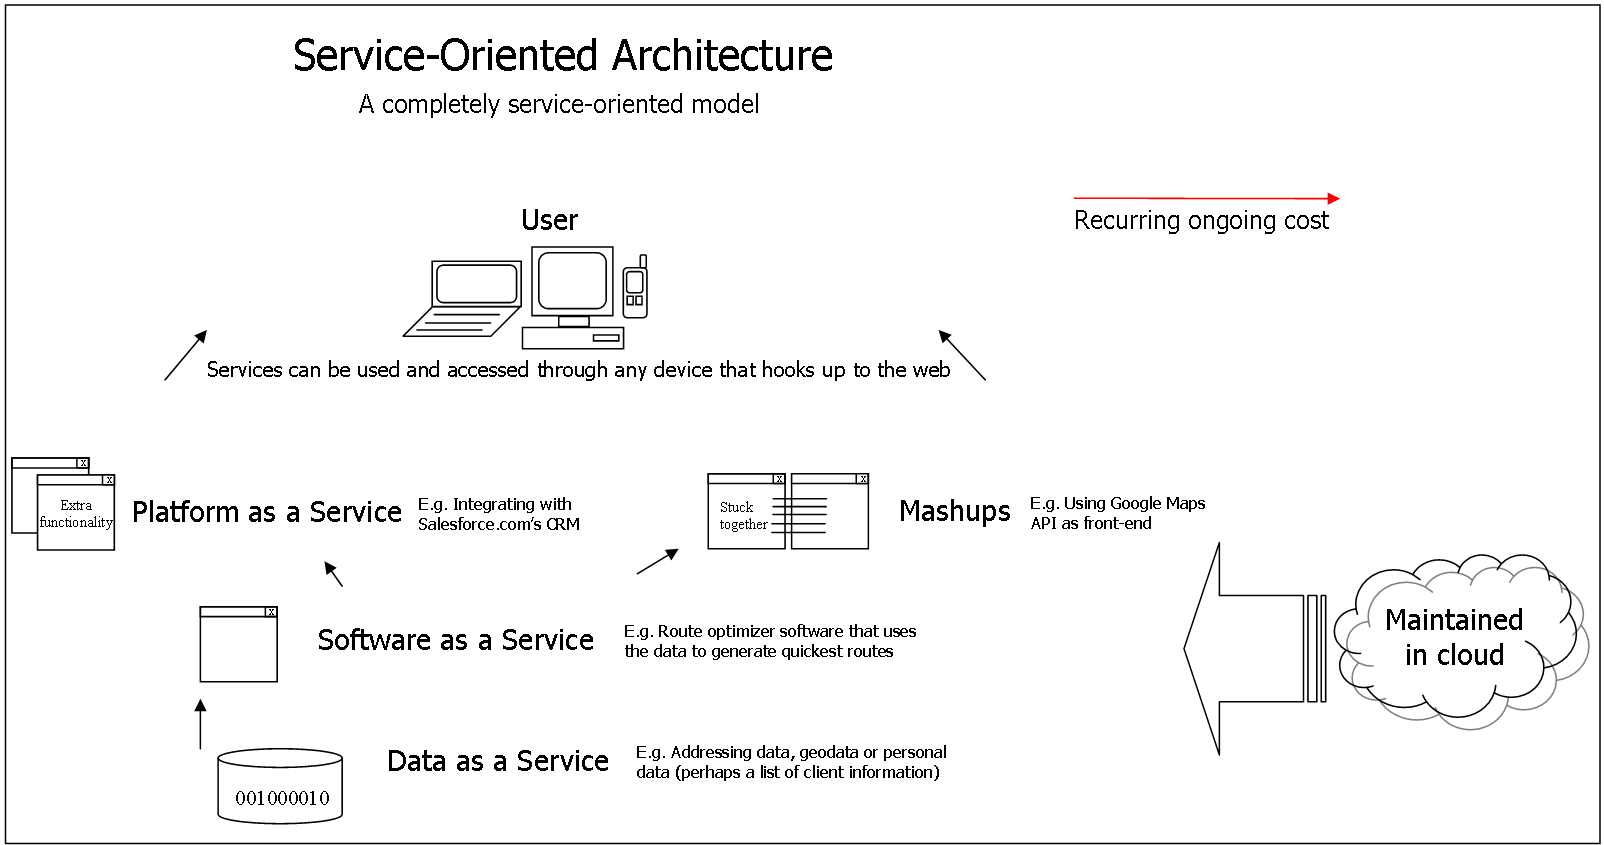 Service-Oriented Architecture
A completely service-oriented model
User
Recurring ongoing cost
Services can be used and accessed through any device that hooks up to the web
X
X
Extra
functionality
Platform as a Service
E.g. Integrating with
Salesforce.com's CRM
X
X
Stuck
together
Mashups
E.g. Using Google Maps
API as front-end
X
Software as a Service
E.g. Route optimizer software that uses
the data to generate quickest routes
Maintained
in cloud
001000010
Data as a Service
E.g. Addressing data, geodata or personal
data (perhaps a list of client information)